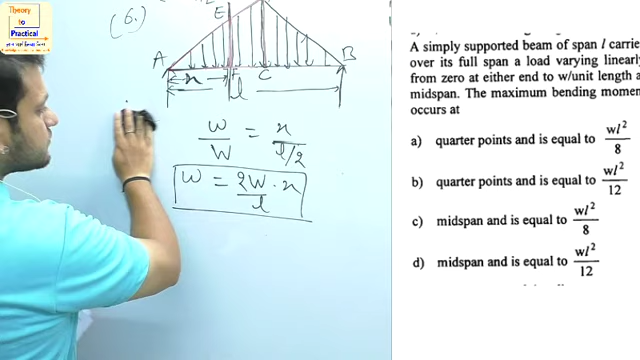 Theory
to
Practical
(6.
E
A
B
x
F
C
l
w/W = x/(l/2)
w = 2W/l · x
A simply supported beam of span l carrie
over its full span a load varying linearly
from zero at either end to w/unit length a
midspan. The maximum bending momen
occurs at
a) quarter points and is equal to wl²/8
b) quarter points and is equal to wl²/12
c) midspan and is equal to wl²/8
d) midspan and is equal to wl²/12